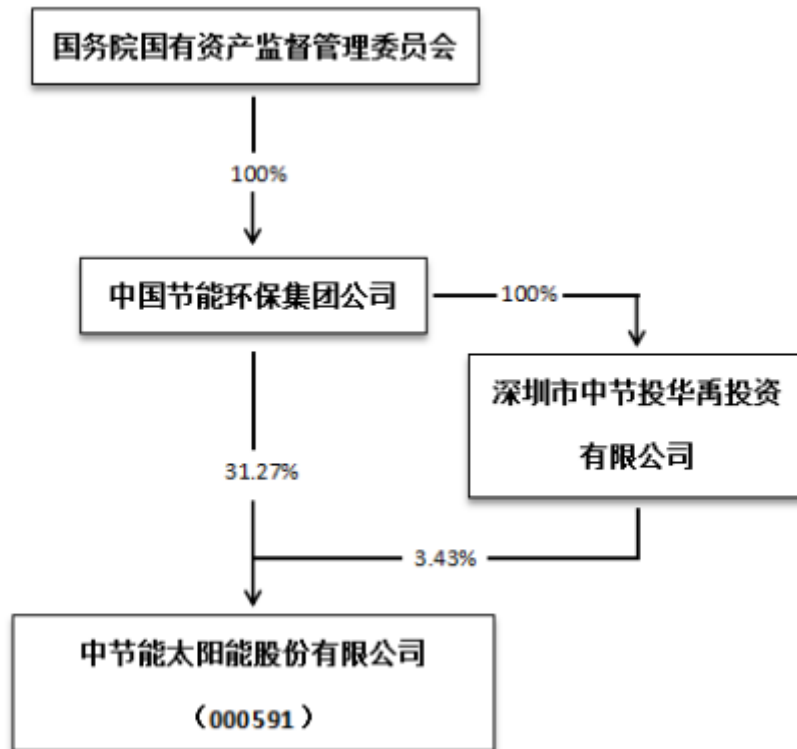 国务院国有资产监督管理委员会
100%
中国节能环保集团公司
100%
深圳市中节投华禹投资
有限公司
31.27%
3.43%
中节能太阳能股份有限公司
（000591）